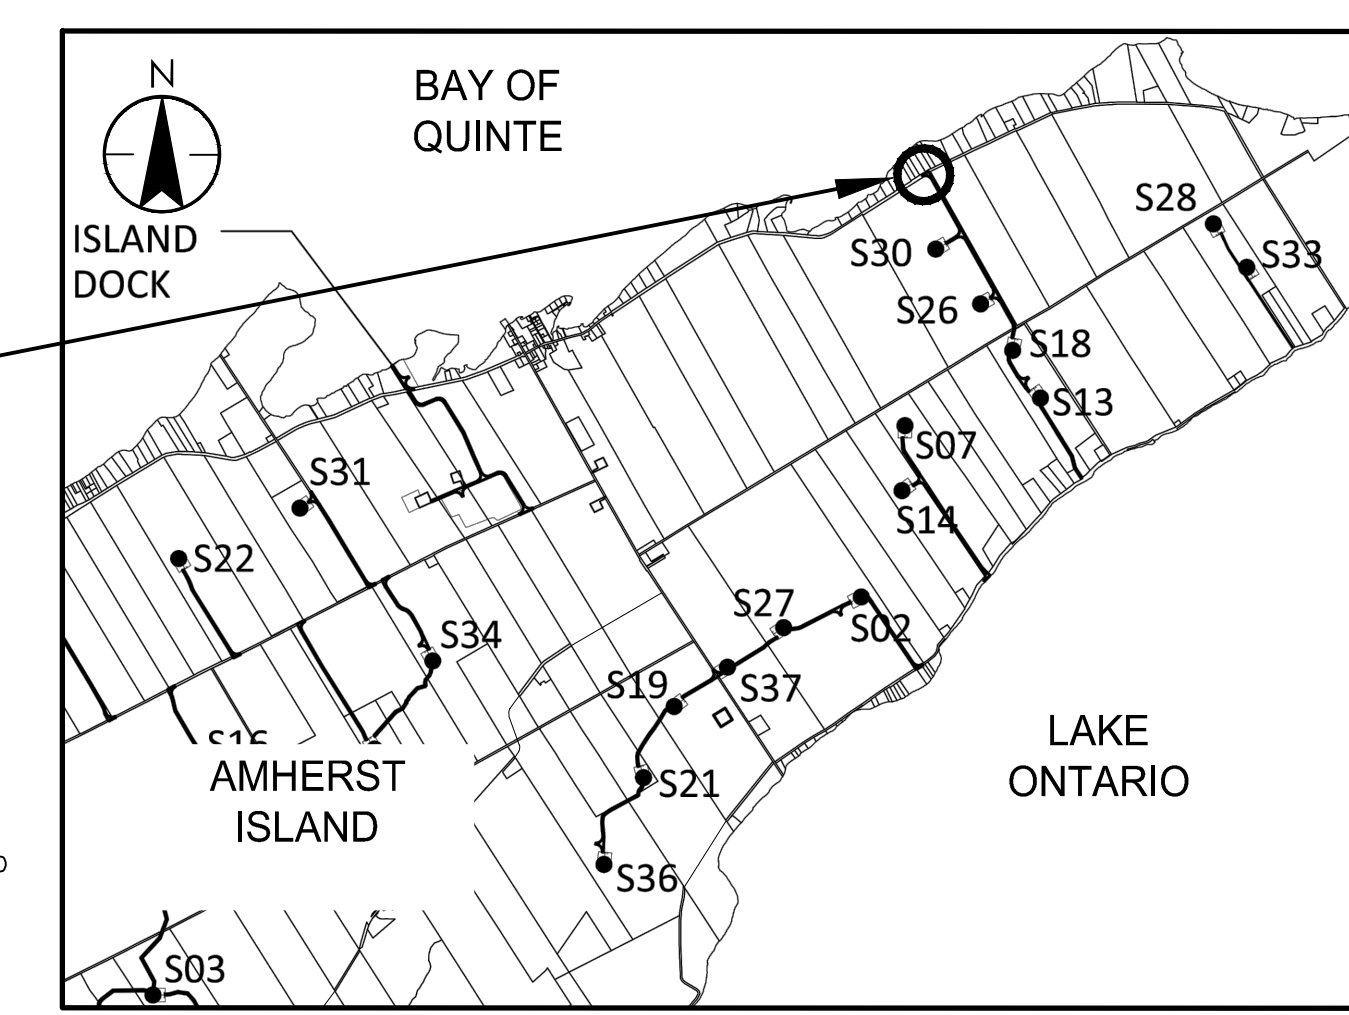 N
BAY OF
QUINTE
ISLAND
DOCK
S28
S30
S33
S26
S18
S13
S07
S31
S14
S22
S27
S02
S34
S37
S19
S16
AMHERST
ISLAND
LAKE
ONTARIO
S21
S36
S03